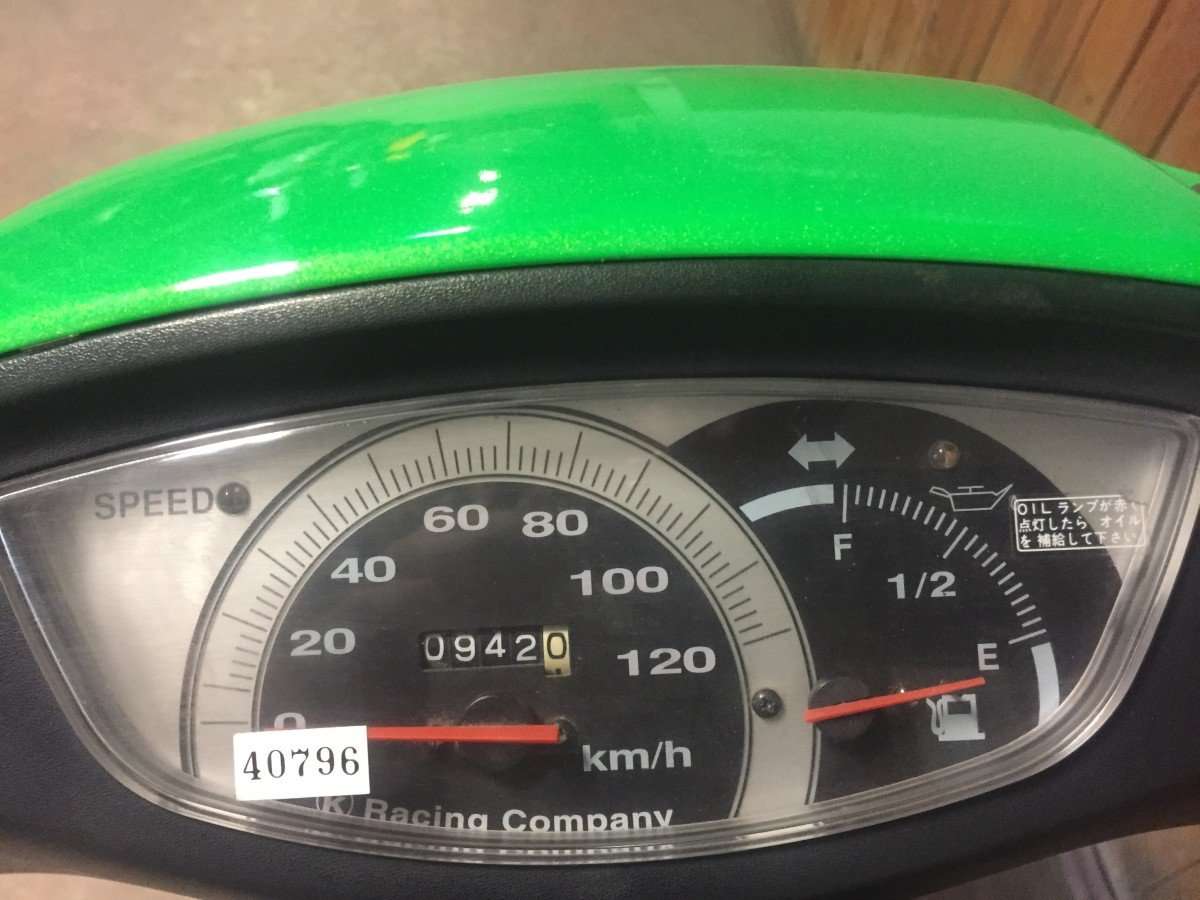 SPEED
0
20
40
60
80
100
120
09420
km/h
40796
K Racing Company
F
1/2
E
OILランプが赤く
点灯したら オイル
を 補給して下さい